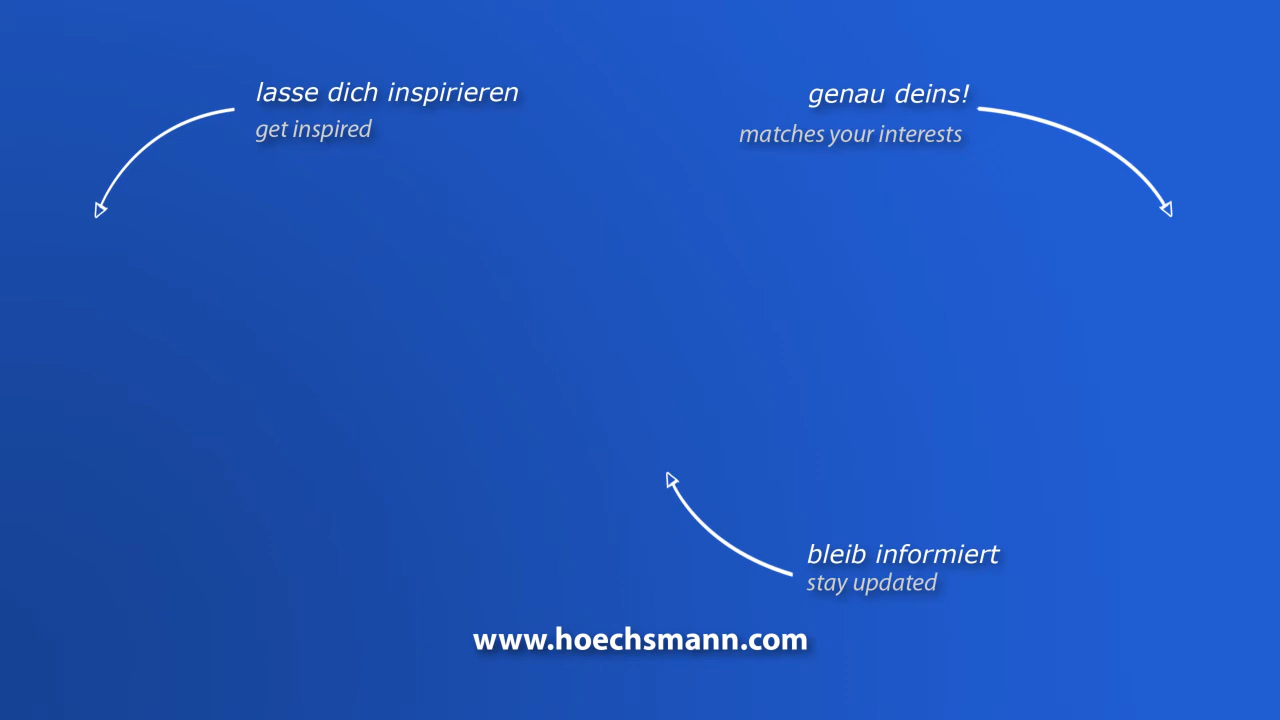 lasse dich inspirieren
get inspired
genau deins!
matches your interests
bleib informiert
stay updated
www.hoechsmann.com